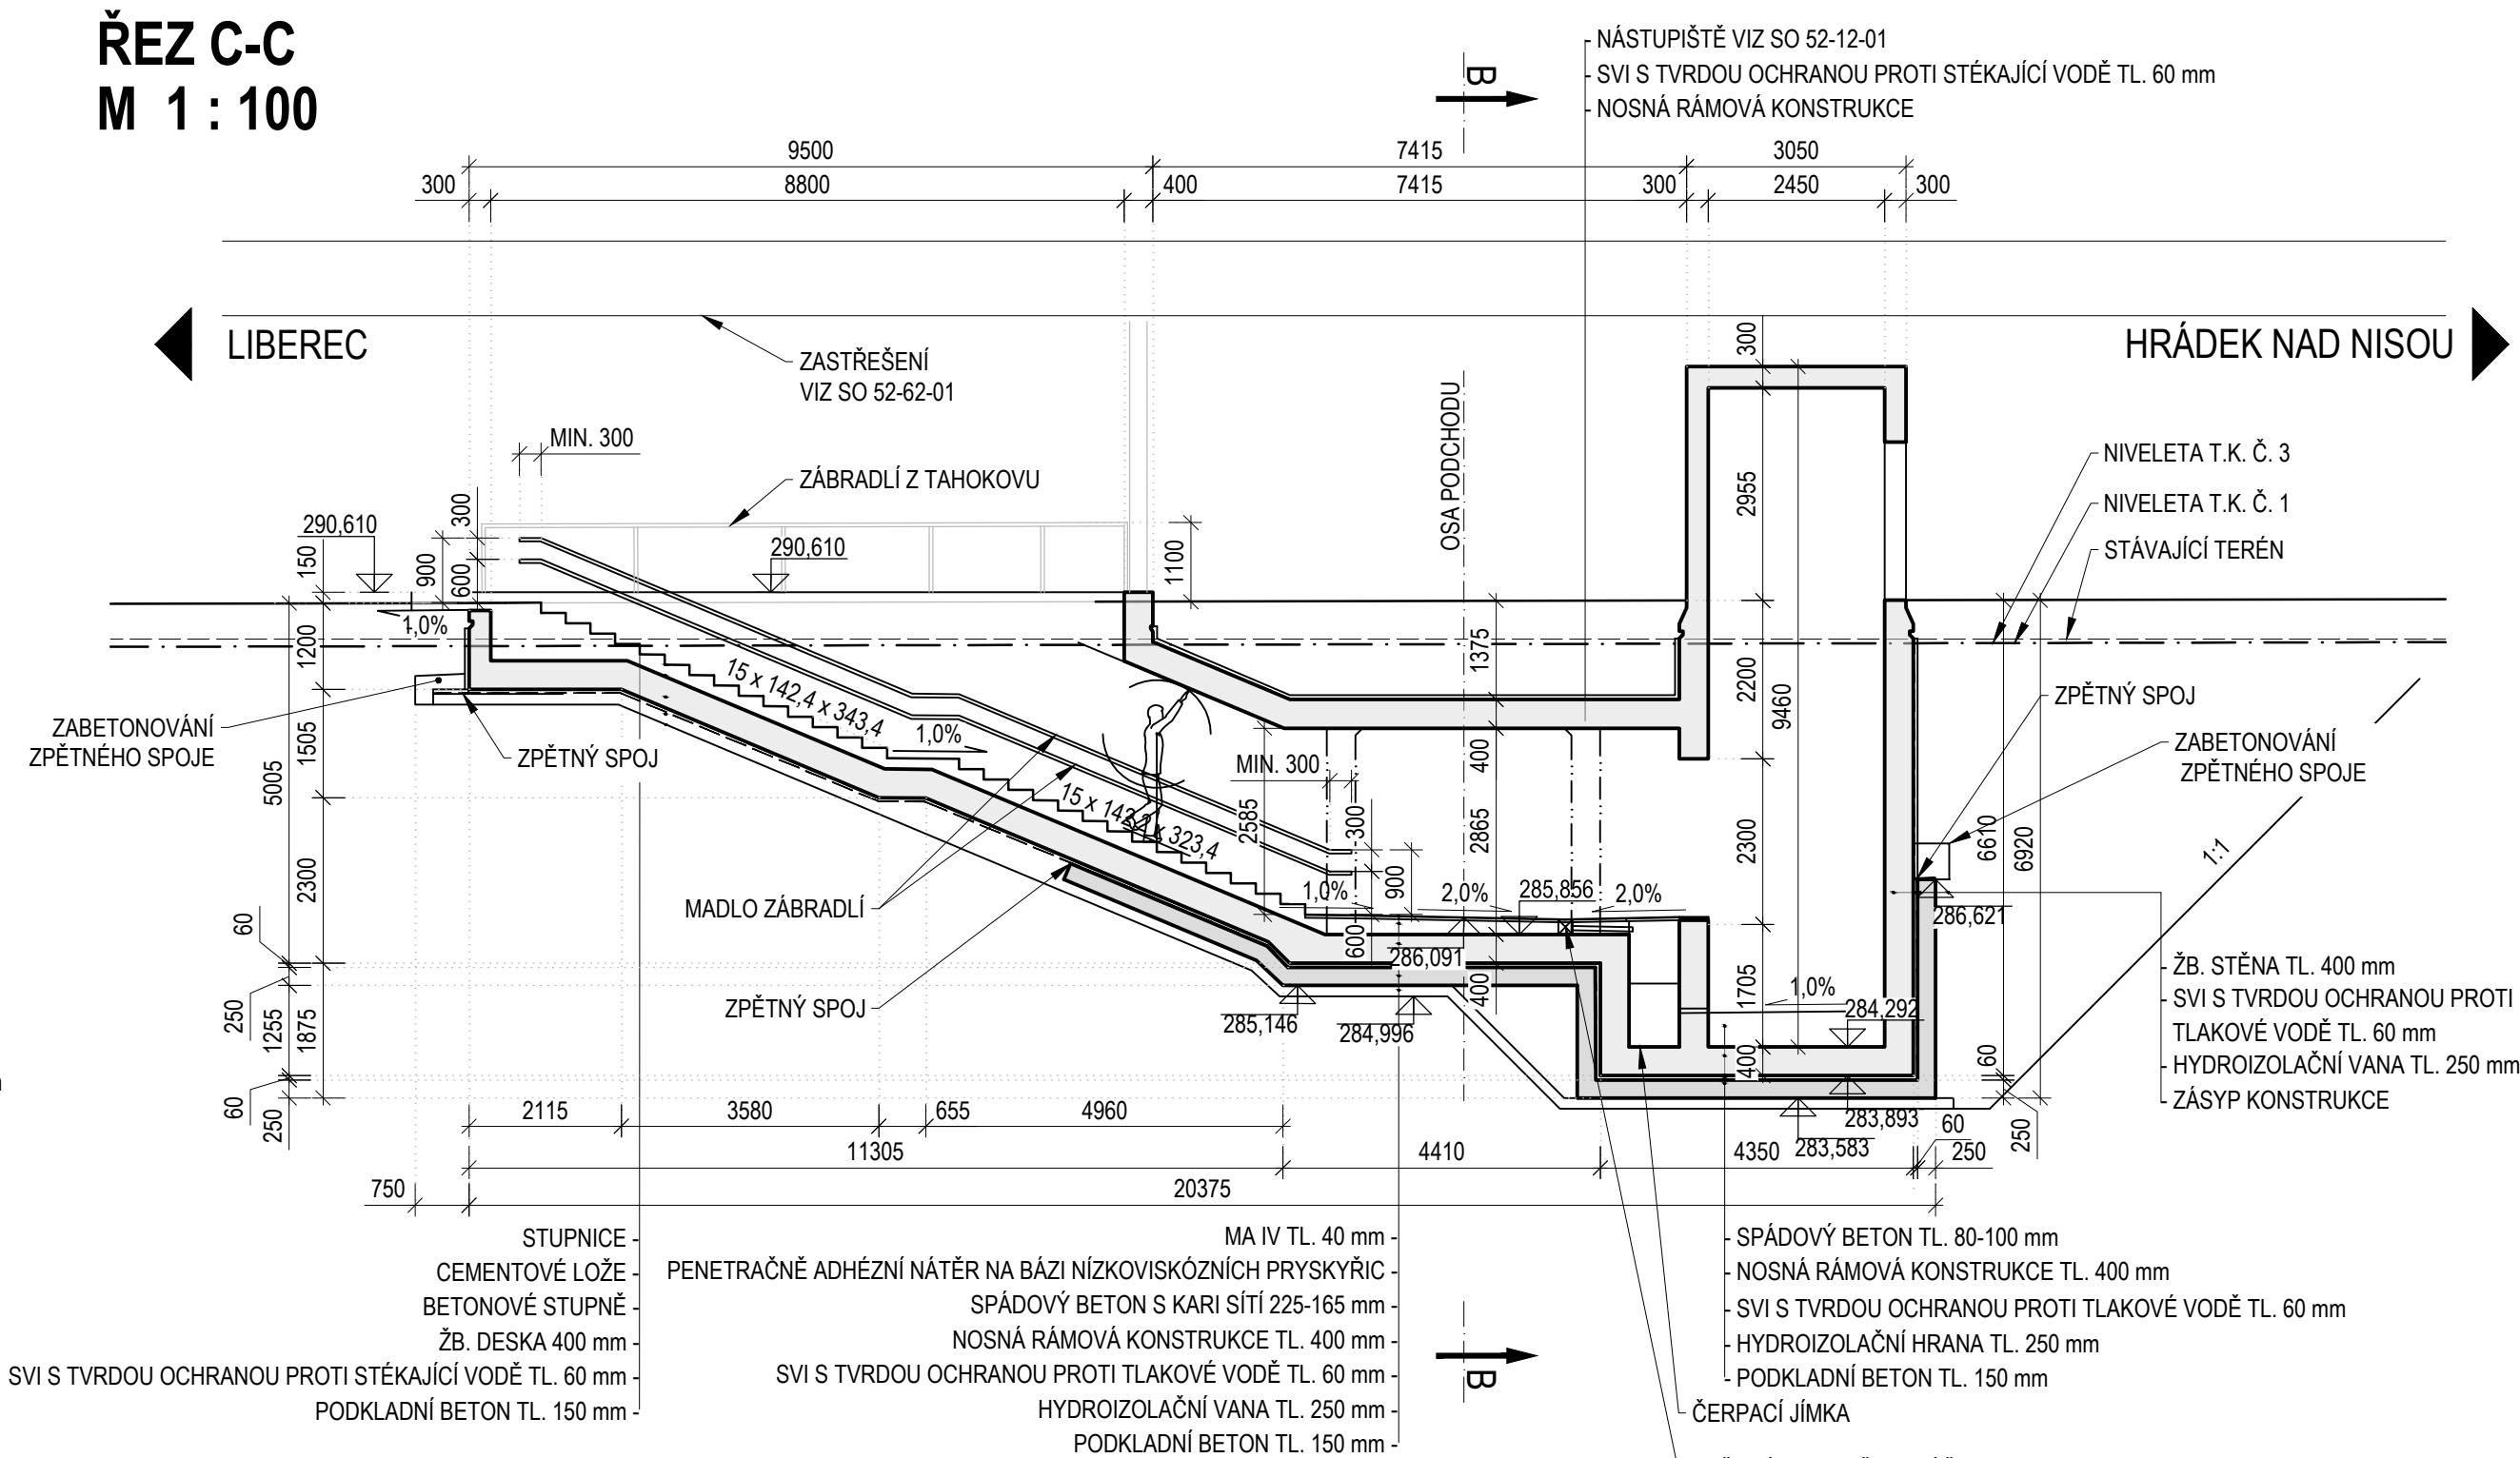 ŘEZ C-C
M 1 : 100
B
NÁSTUPIŠTĚ VIZ SO 52-12-01
SVI S TVRDOU OCHRANOU PROTI STÉKAJÍCÍ VODĚ TL. 60 mm
NOSNÁ RÁMOVÁ KONSTRUKCE
9500
7415
3050
300
8800
400
7415
300
2450
300
LIBEREC
HRÁDEK NAD NISOU
ZASTŘEŠENÍ
VIZ SO 52-62-01
OSA PODCHODU
300
MIN. 300
ZÁBRADLÍ Z TAHOKOVU
NIVELETA T.K. Č. 3
NIVELETA T.K. Č. 1
STÁVAJÍCÍ TERÉN
290,610
290,610
150
900
300
600
1100
2955
1,0%
1200
1375
2200
9460
15 x 142,4 x 343,4
1,0%
ZPĚTNÝ SPOJ
ZABETONOVÁNÍ
ZPĚTNÉHO SPOJE
ZPĚTNÝ SPOJ
ZABETONOVÁNÍ
ZPĚTNÉHO SPOJE
5005
1505
MIN. 300
400
15 x 142,2 x 323,4
2585
300
2865
2300
6610
6920
1:1
2300
MADLO ZÁBRADLÍ
1,0%
900
2,0%
285,856
2,0%
286,621
60
600
286,091
400
1705
1,0%
284,292
ŽB. STĚNA TL. 400 mm
SVI S TVRDOU OCHRANOU PROTI
TLAKOVÉ VODĚ TL. 60 mm
HYDROIZOLAČNÍ VANA TL. 250 mm
ZÁSYP KONSTRUKCE
ZPĚTNÝ SPOJ
285,146
284,996
250
1255
1875
400
60
60
250
2115
3580
655
4960
283,893
60
250
11305
4410
4350
283,583
250
750
20375
STUPNICE
CEMENTOVÉ LOŽE
BETONOVÉ STUPNĚ
ŽB. DESKA 400 mm
SVI S TVRDOU OCHRANOU PROTI STÉKAJÍCÍ VODĚ TL. 60 mm
PODKLADNÍ BETON TL. 150 mm
MA IV TL. 40 mm
PENETRAČNĚ ADHÉZNÍ NÁTĚR NA BÁZI NÍZKOVISKÓZNÍCH PRYSKYŘIC
SPÁDOVÝ BETON S KARI SÍTÍ 225-165 mm
NOSNÁ RÁMOVÁ KONSTRUKCE TL. 400 mm
SVI S TVRDOU OCHRANOU PROTI TLAKOVÉ VODĚ TL. 60 mm
HYDROIZOLAČNÍ VANA TL. 250 mm
PODKLADNÍ BETON TL. 150 mm
B
SPÁDOVÝ BETON TL. 80-100 mm
NOSNÁ RÁMOVÁ KONSTRUKCE TL. 400 mm
SVI S TVRDOU OCHRANOU PROTI TLAKOVÉ VODĚ TL. 60 mm
HYDROIZOLAČNÍ HRANA TL. 250 mm
PODKLADNÍ BETON TL. 150 mm
ČERPACÍ JÍMKA